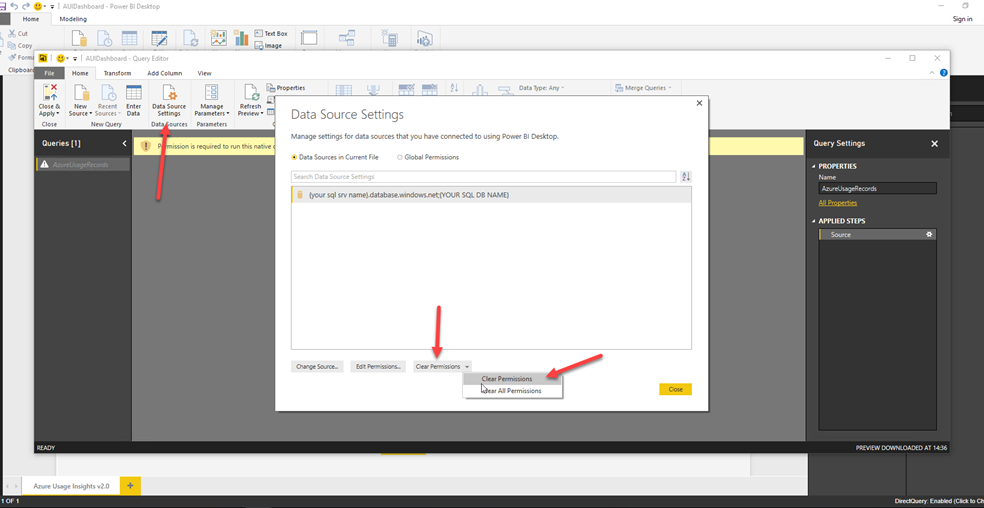 AUIDashboard - Power BI Desktop
Home Modeling
Sign in
Cut
Copy
Clipboard
Text Box
Image
AUIDashboard - Query Editor
File Home Transform Add Column View
Close & Apply
New Source
Recent Sources
Enter Data
Data Source Settings
Manage Parameters
Refresh Preview
Properties
Data Type: Any
Merge Queries
Close
New Query
Data Sources
Parameters
Queries [1]
AzureUsageRecords
Permission is required to run this native
Data Source Settings
Manage settings for data sources that you have connected to using Power BI Desktop.
Data Sources in Current File Global Permissions
Search Data Source Settings
{your sql srv name}.database.windows.net;{YOUR SQL DB NAME}
Change Source... Edit Permissions... Clear Permissions
Clear Permissions
Clear All Permissions
Close
Query Settings
PROPERTIES
Name
AzureUsageRecords
All Properties
APPLIED STEPS
Source
READY
PREVIEW DOWNLOADED AT 14:36
Azure Usage Insights v2.0
1 OF 1
DirectQuery: Enabled (Click to Ch